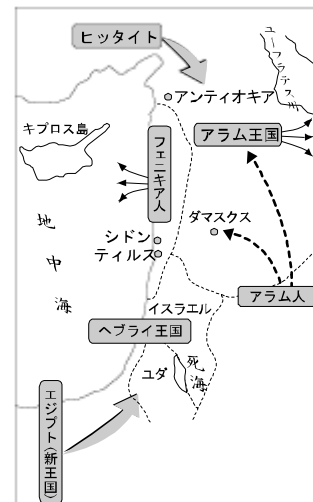 ヒッタイト
ユーフラテス川
アンティオキア
アラム王国
キプロス島
フェニキア人
ダマスクス
地中海
シドン
ティルス
アラム人
イスラエル
ヘブライ王国
ユダ
死海
エジプト(新王国)